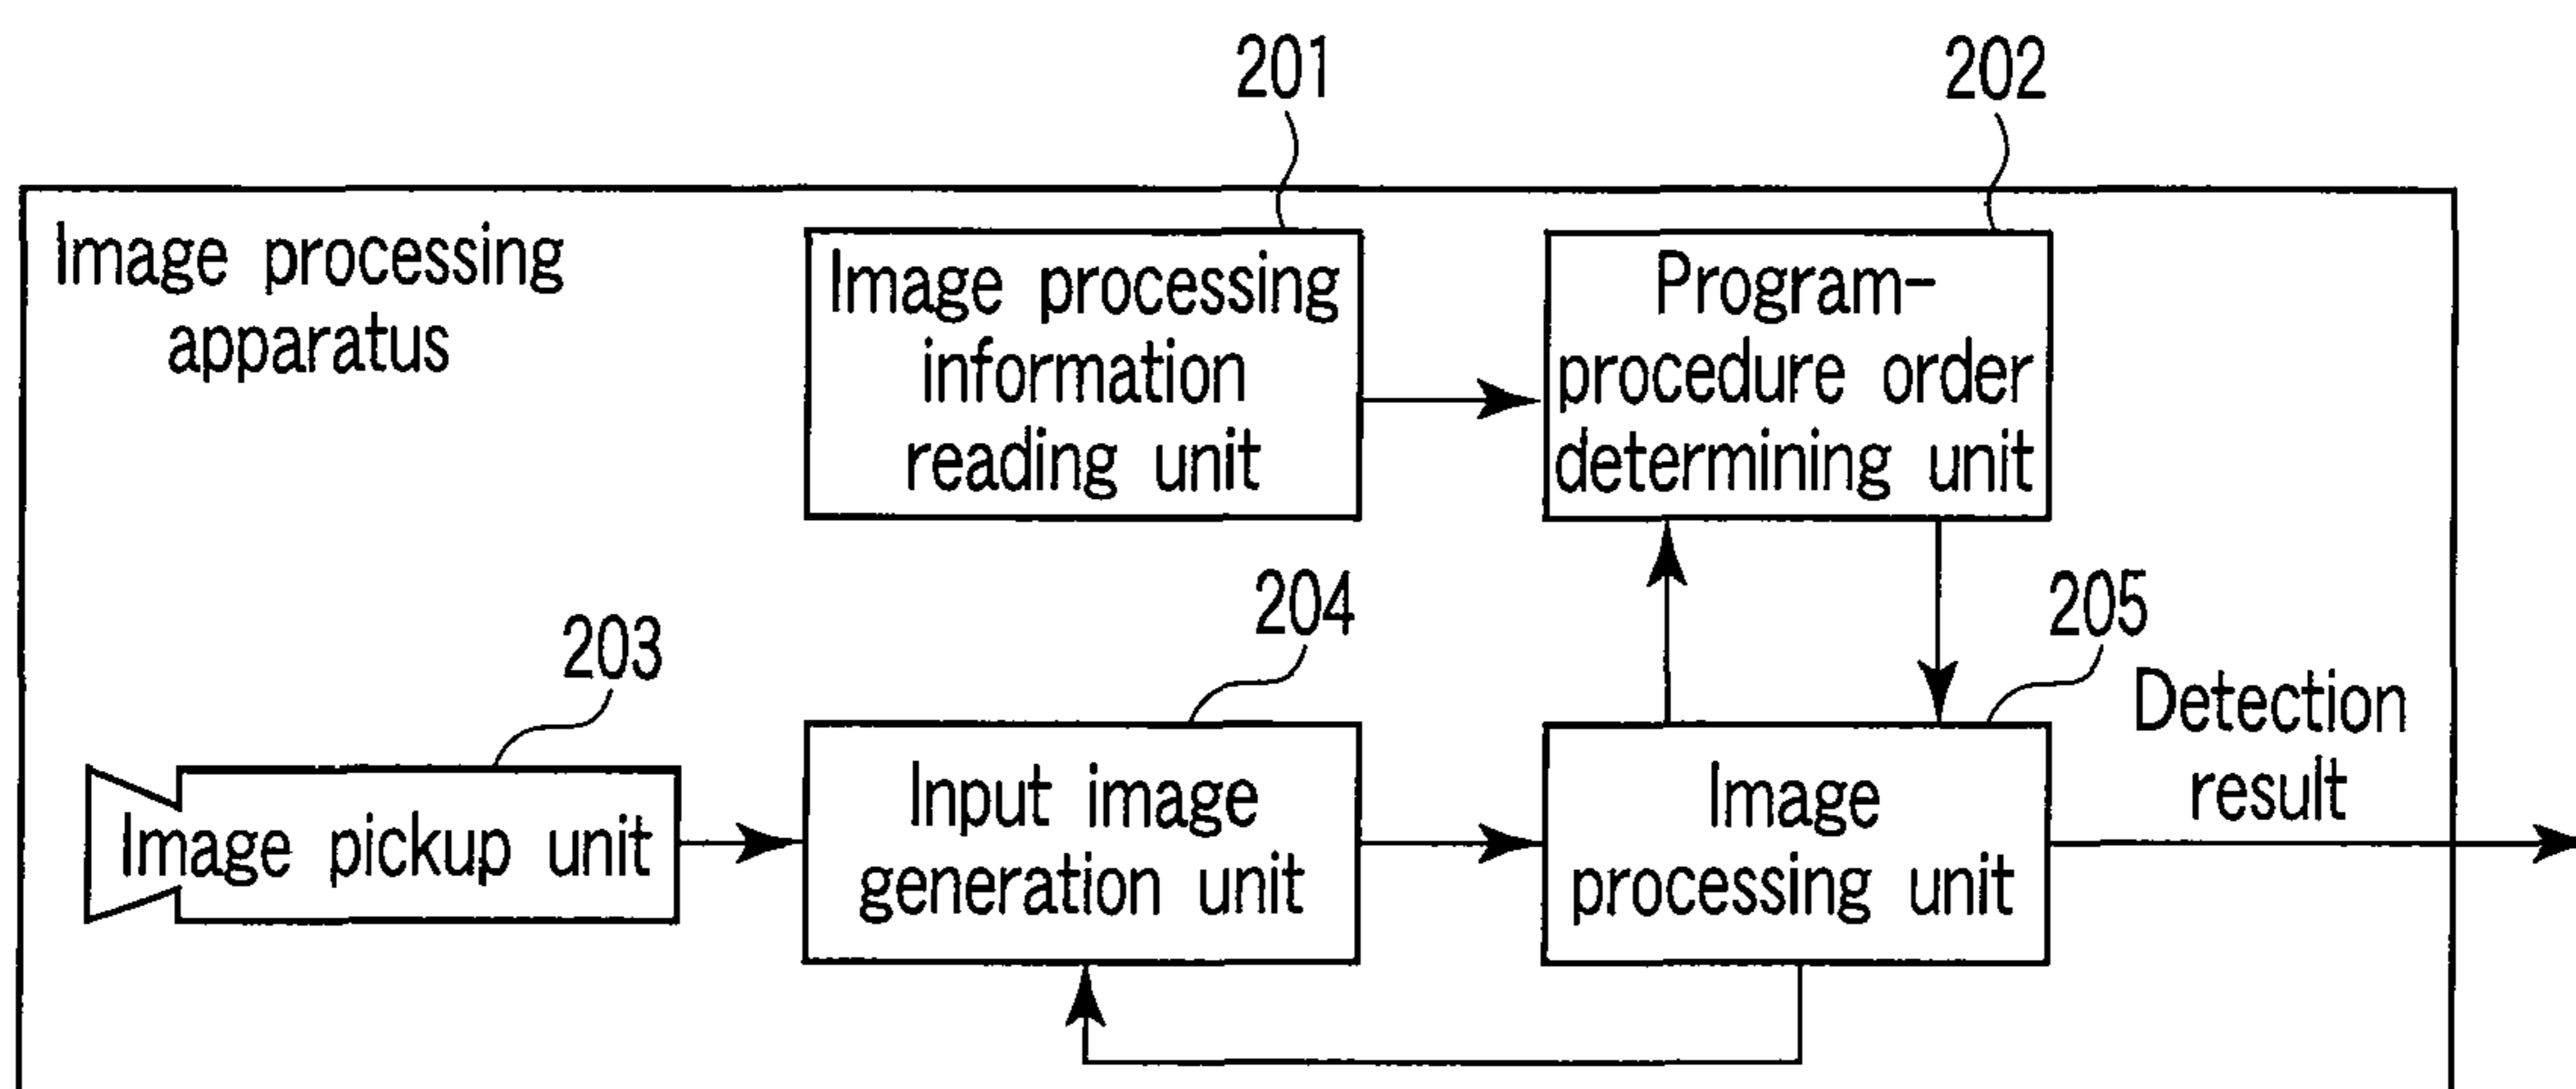 201
202
Image processing
apparatus
Image processing
information
reading unit
Program-
procedure order
determining unit
203
204
205
Image pickup unit
Input image
generation unit
Image
processing unit
Detection
result